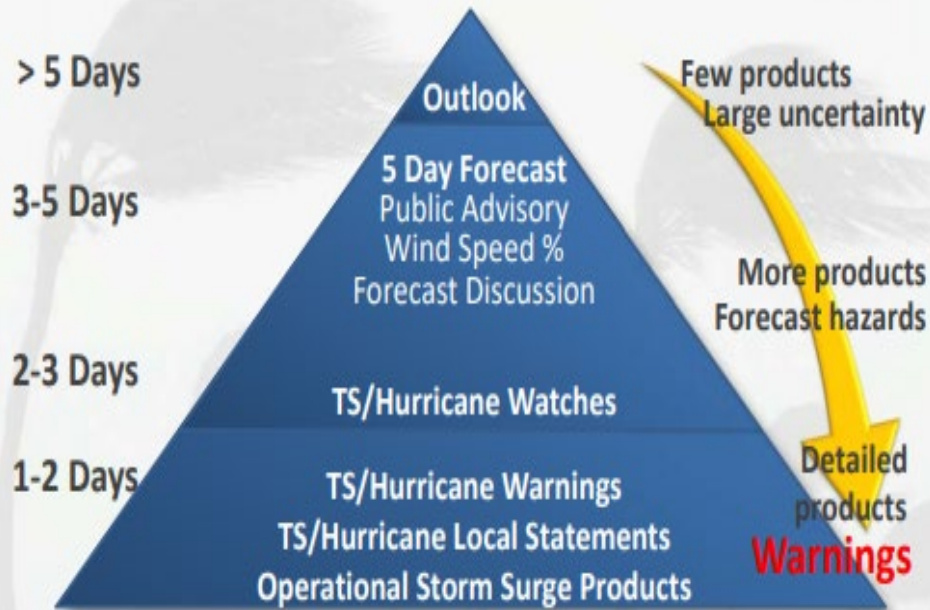 > 5 Days
3-5 Days
2-3 Days
1-2 Days
Outlook
5 Day Forecast
Public Advisory
Wind Speed %
Forecast Discussion
TS/Hurricane Watches
TS/Hurricane Warnings
TS/Hurricane Local Statements
Operational Storm Surge Products
Few products
Large uncertainty
More products
Forecast hazards
Detailed
products
Warnings